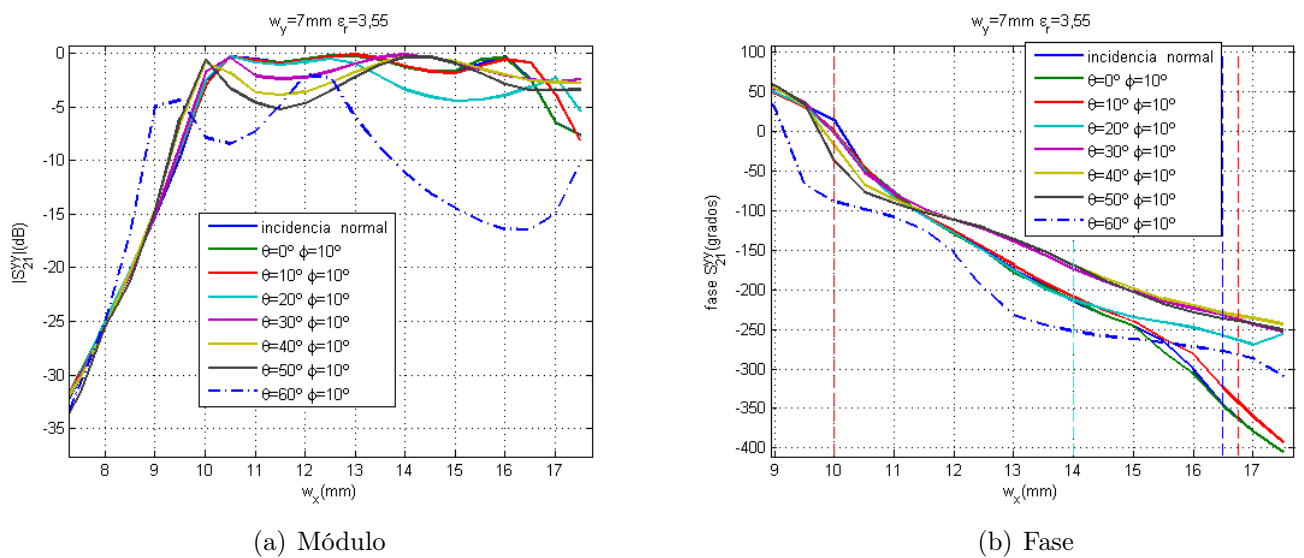 w_y=7mm ε_r=3,55
0
-5
-10
-15
-20
-25
-30
-35
|S_21^yy|(dB)
incidencia normal
θ=0º φ=10º
θ=10º φ=10º
θ=20º φ=10º
θ=30º φ=10º
θ=40º φ=10º
θ=50º φ=10º
θ=60º φ=10º
8 9 10 11 12 13 14 15 16 17
w_x(mm)
(a) Módulo
w_y=7mm ε_r=3,55
100
50
0
-50
-100
-150
-200
-250
-300
-350
-400
fase S_21^yy(grados)
incidencia normal
θ=0º φ=10º
θ=10º φ=10º
θ=20º φ=10º
θ=30º φ=10º
θ=40º φ=10º
θ=50º φ=10º
θ=60º φ=10º
9 10 11 12 13 14 15 16 17
w_x(mm)
(b) Fase